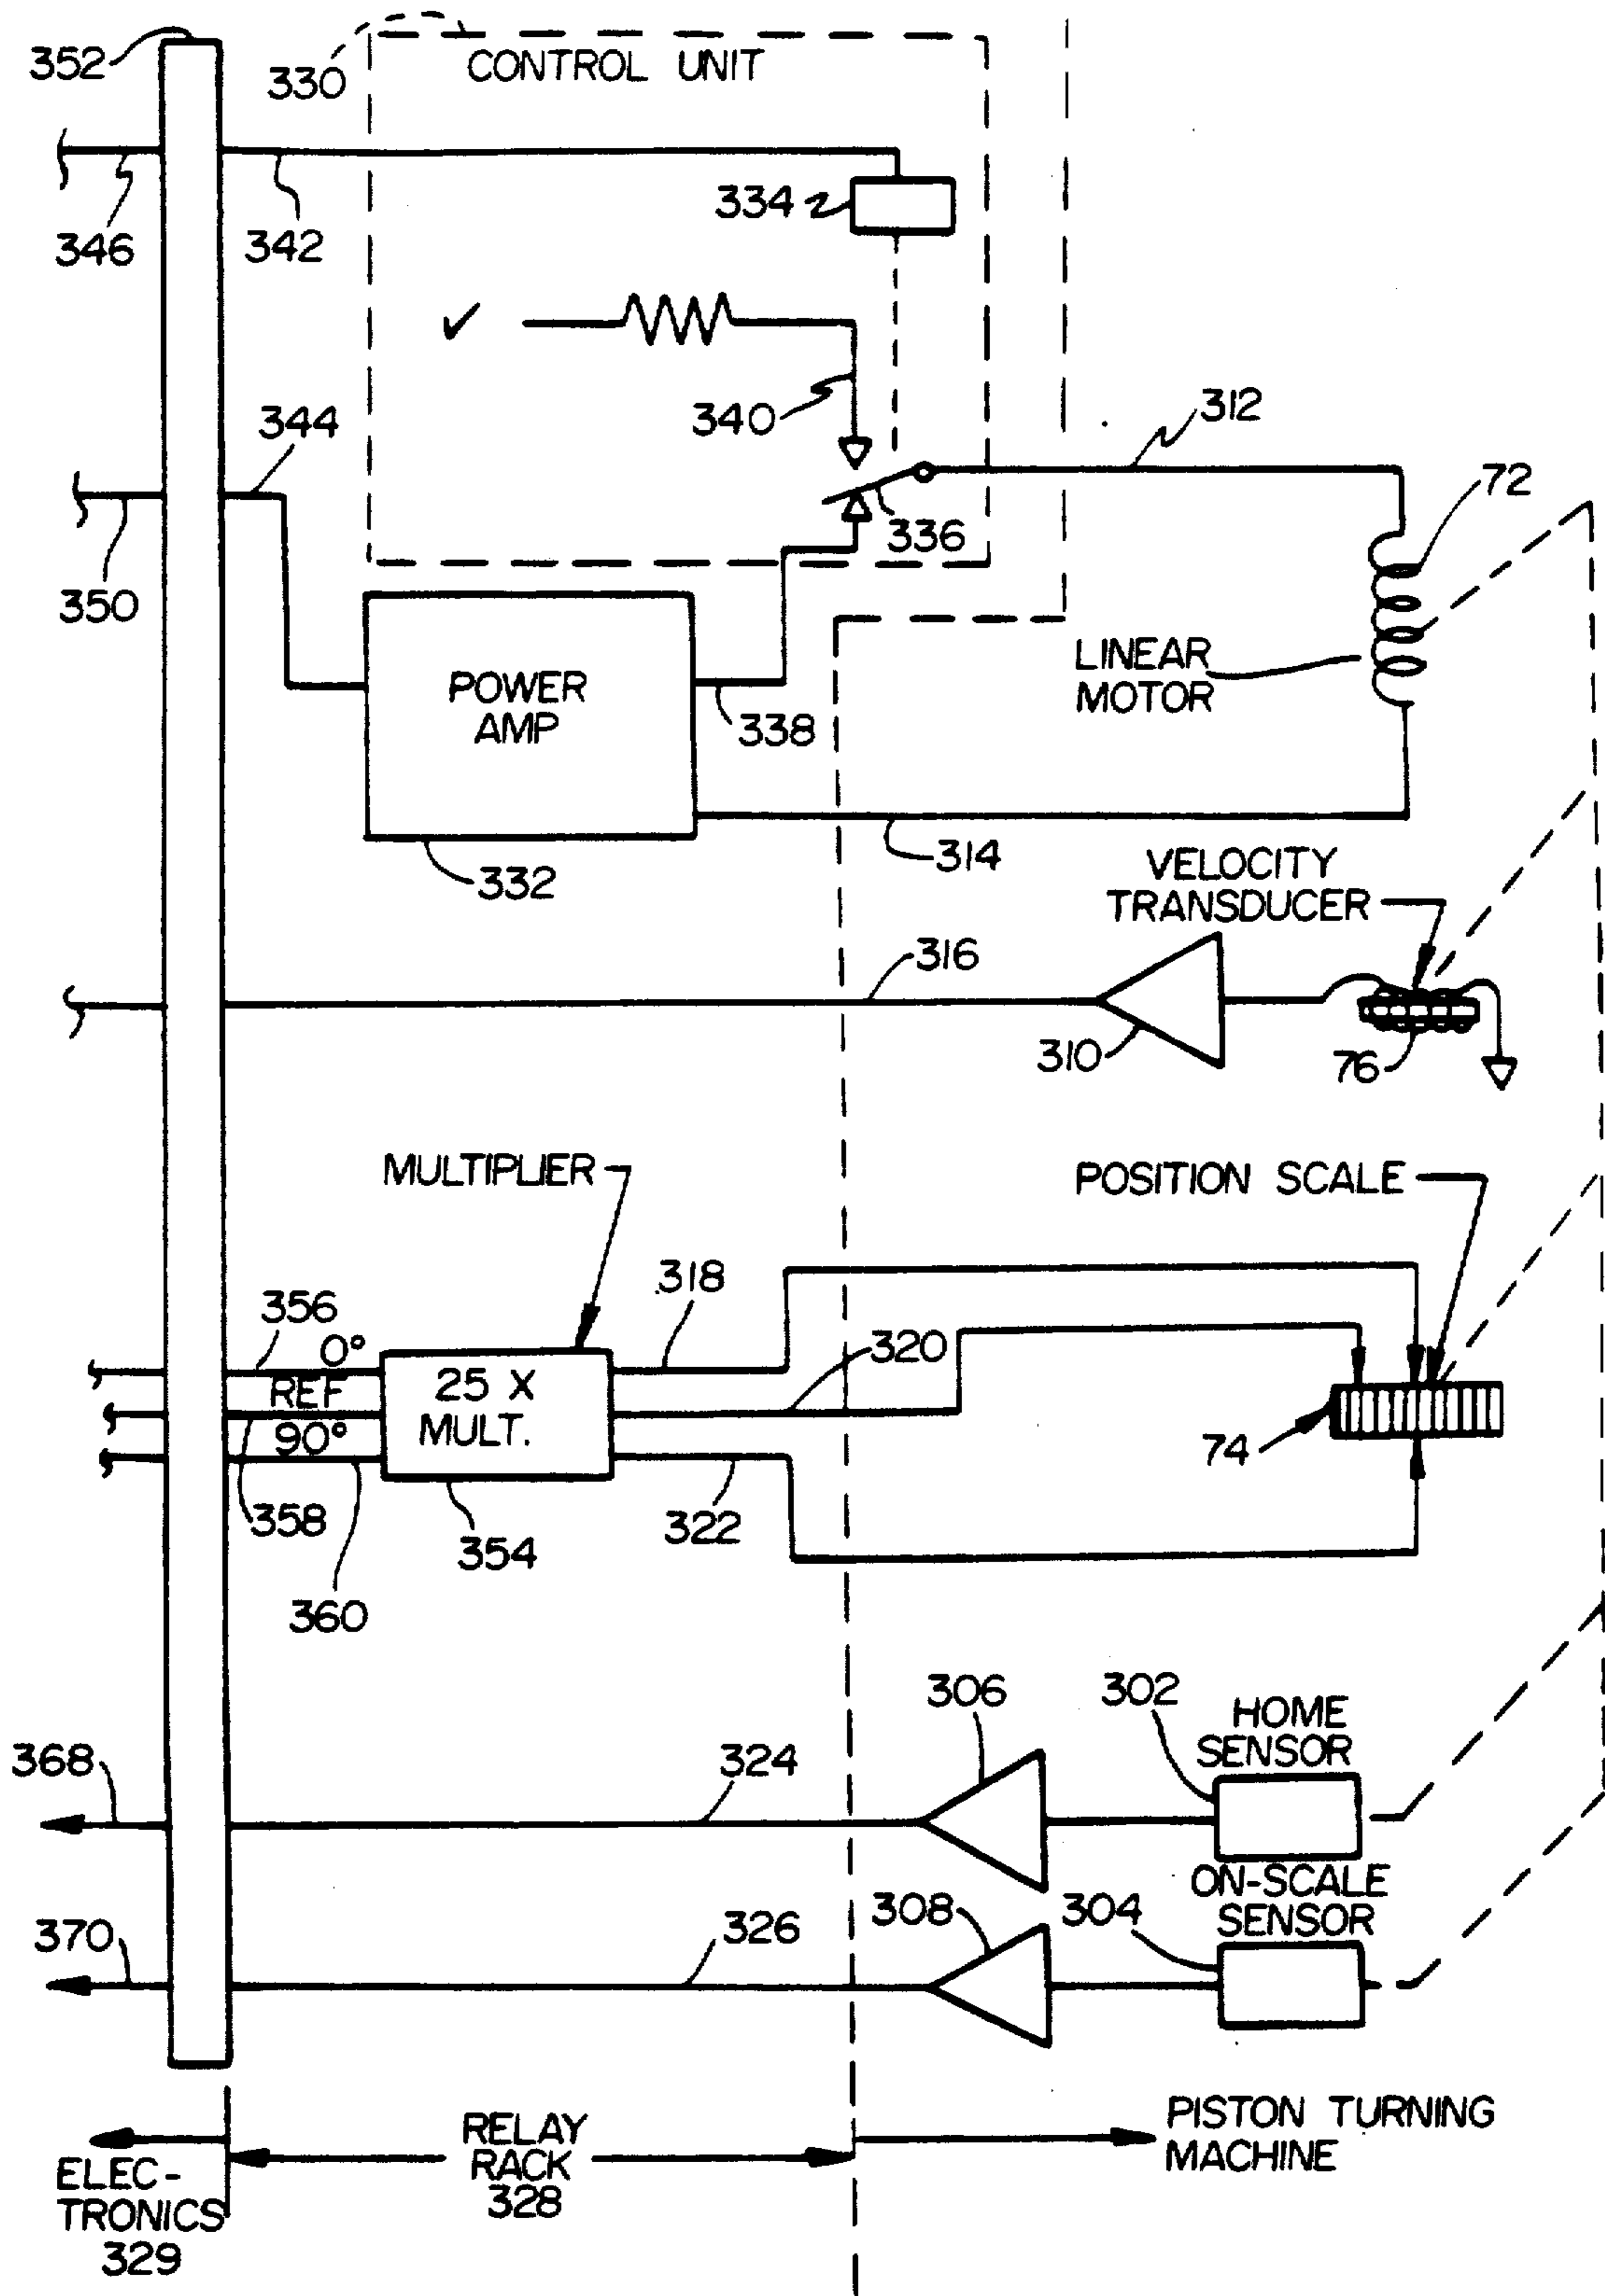 352
330
CONTROL UNIT
334
346
342
340
344
312
72
336
350
POWER
AMP
338
LINEAR
MOTOR
332
314
VELOCITY
TRANSDUCER
316
310
76
MULTIPLIER
POSITION SCALE
318
356
0°
320
REF
25 X
MULT.
90°
74
358
322
354
360
306
302
HOME
SENSOR
368
324
ON-SCALE
SENSOR
308
304
370
326
PISTON TURNING
MACHINE
RELAY
RACK
328
ELEC-
TRONICS
329